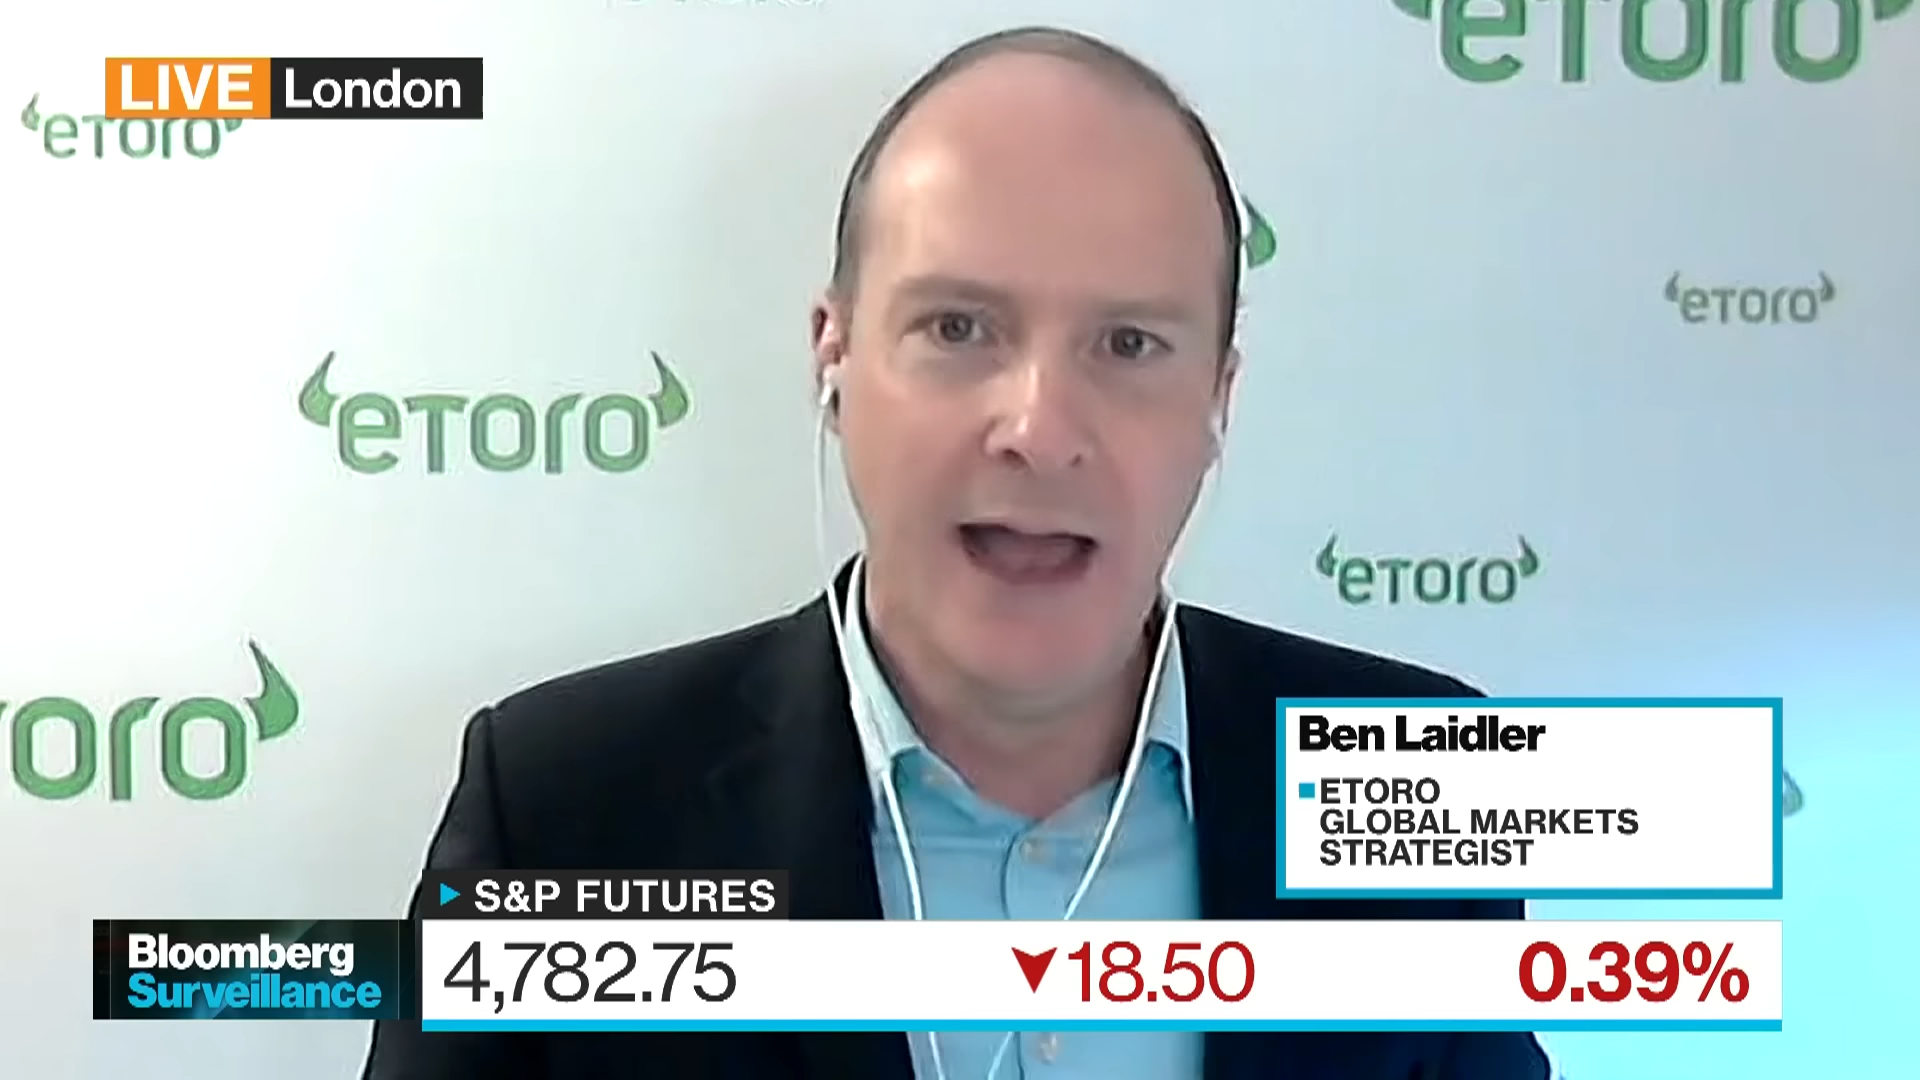 eTORO
LIVE London
eTORO
eTORO
eTORO
eTORO
TORO
Ben Laidler
ETORO
GLOBAL MARKETS
STRATEGIST
S&P FUTURES
Bloomberg
Surveillance
4,782.75 18.50 0.39%